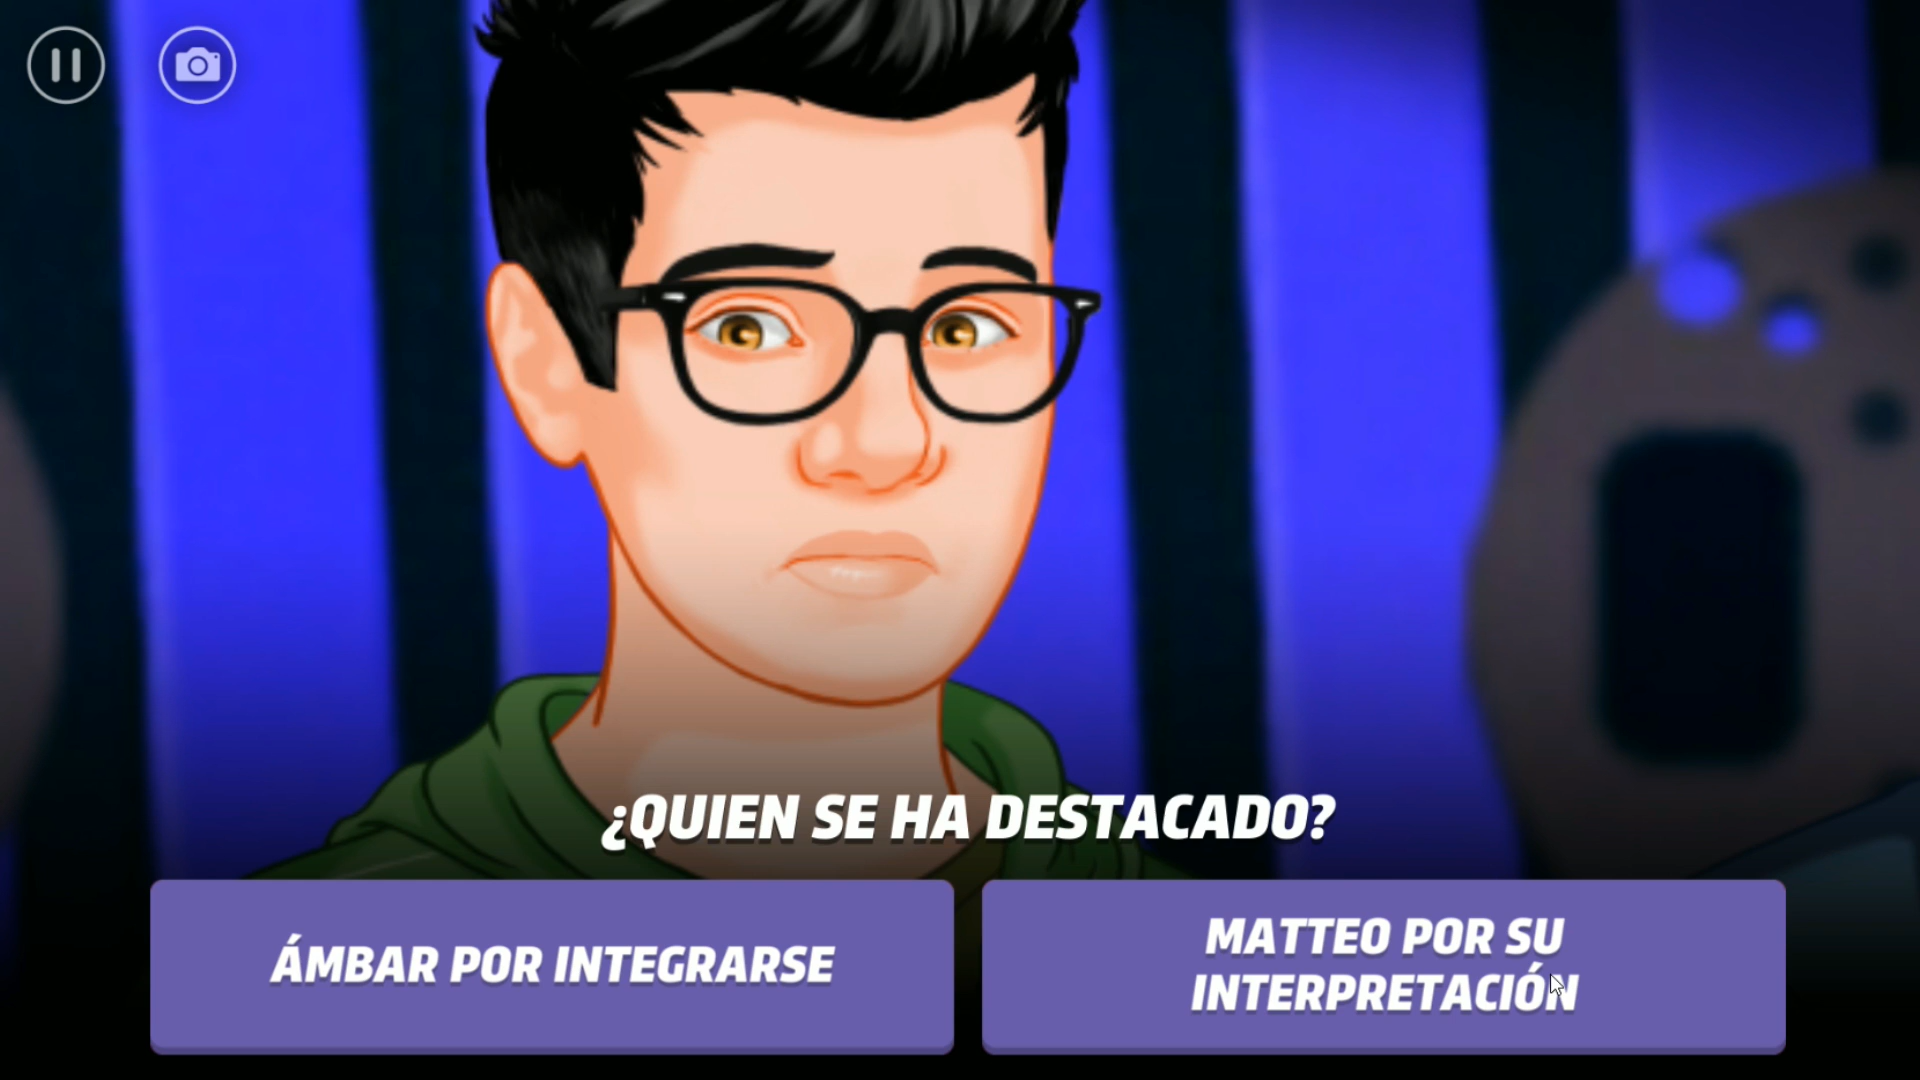 ¿QUIEN SE HA DESTACADO?
ÁMBAR POR INTEGRARSE
MATTEO POR SU
INTERPRETACIÓN